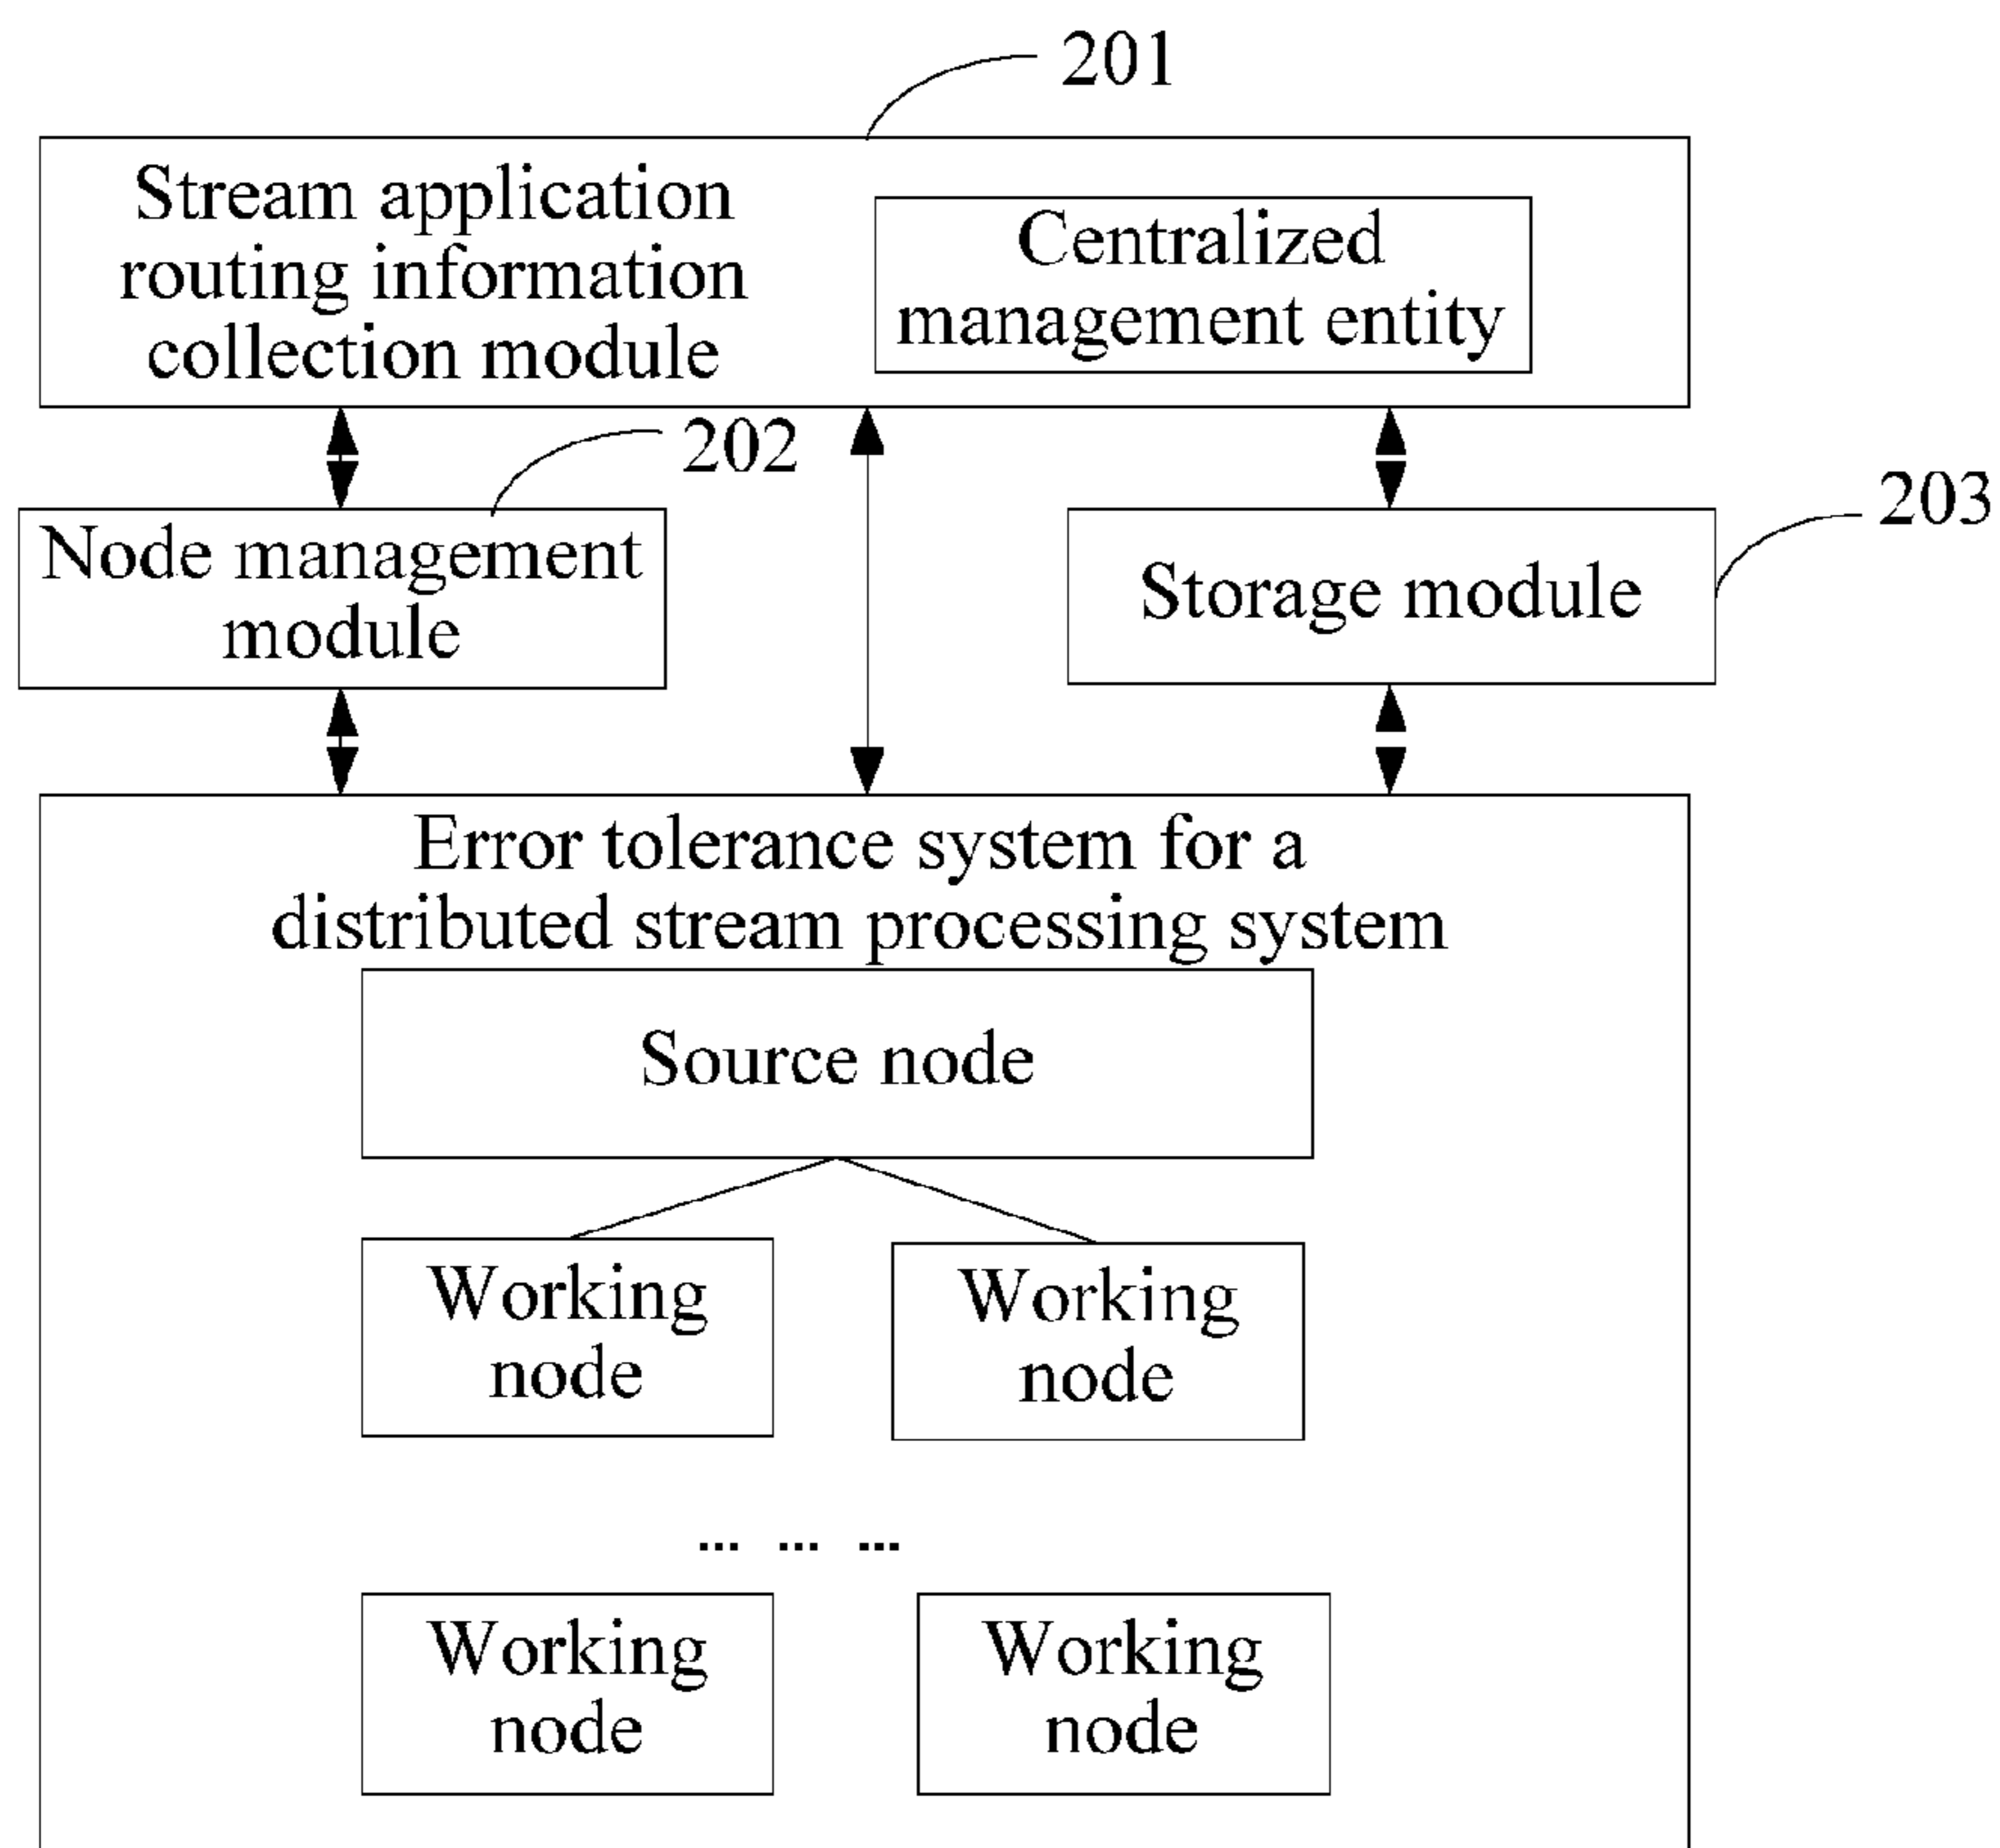 201
Stream application
routing information
collection module
Centralized
management entity
202
203
Node management
module
Storage module
Error tolerance system for a
distributed stream processing system
Source node
Working
node
Working
node
... ... ...
Working
node
Working
node